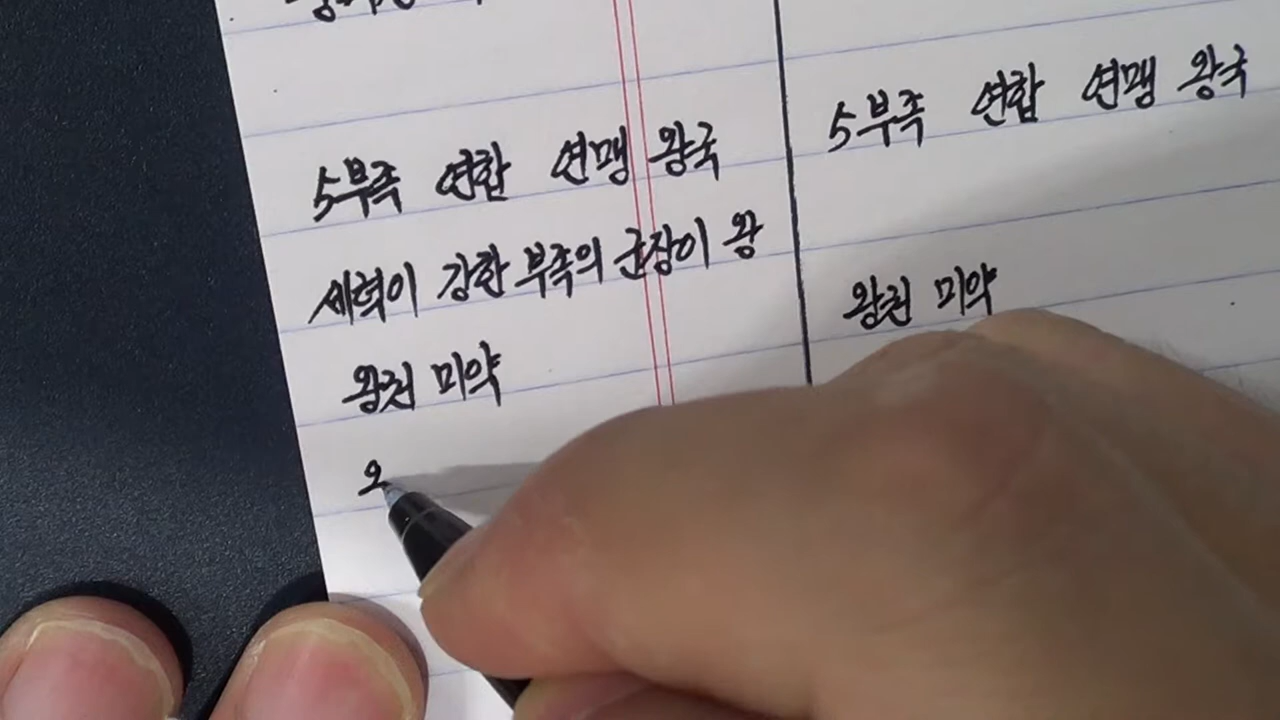 5부족 연합 연맹 왕국
세력이 강한 부족의 군장이 왕
왕권 미약
오
5부족 연합 연맹 왕국
왕권 미약